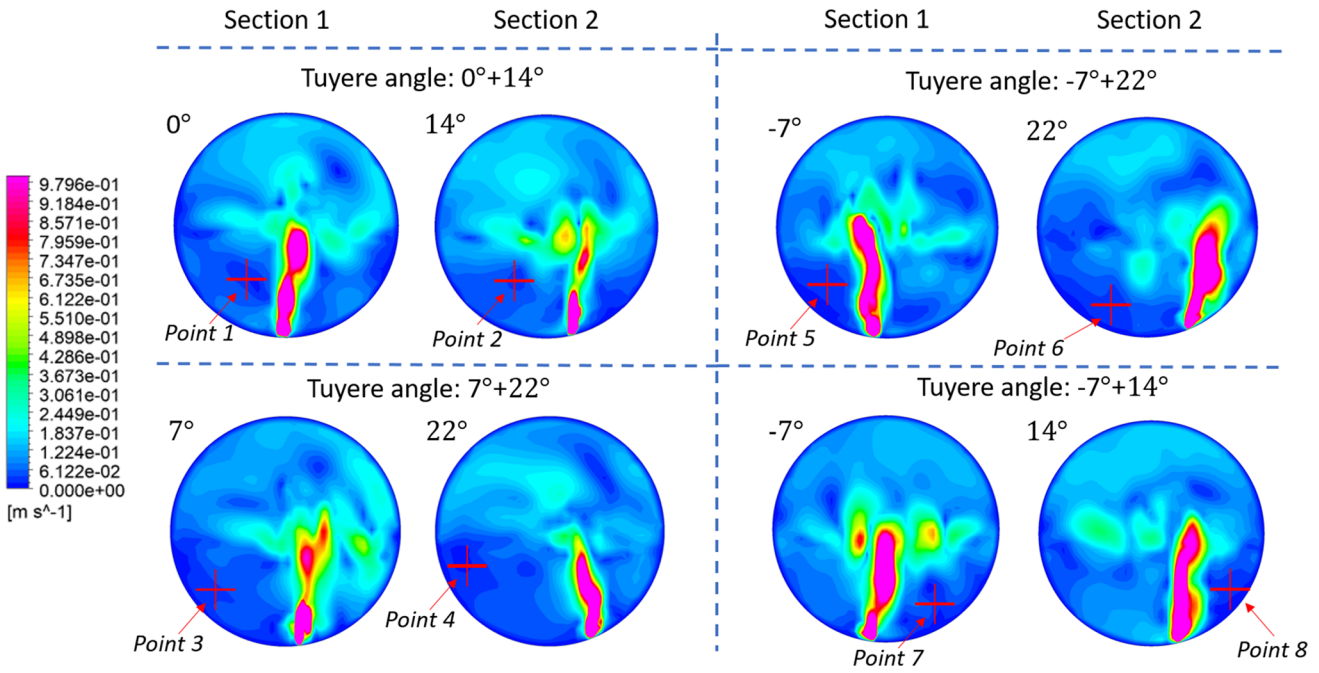 Section 1
Section 2
Section 1
Section 2
Tuyere angle: 0°+14°
Tuyere angle: -7°+22°
0°
14°
-7°
22°
Point 1
Point 2
Point 5
Point 6
9.796e-01
9.184e-01
8.571e-01
7.959e-01
7.347e-01
6.735e-01
6.122e-01
5.510e-01
4.898e-01
4.286e-01
3.673e-01
3.061e-01
2.449e-01
1.837e-01
1.224e-01
6.122e-02
0.000e+00
[m s^-1]
Tuyere angle: 7°+22°
Tuyere angle: -7°+14°
7°
22°
-7°
14°
Point 3
Point 4
Point 7
Point 8